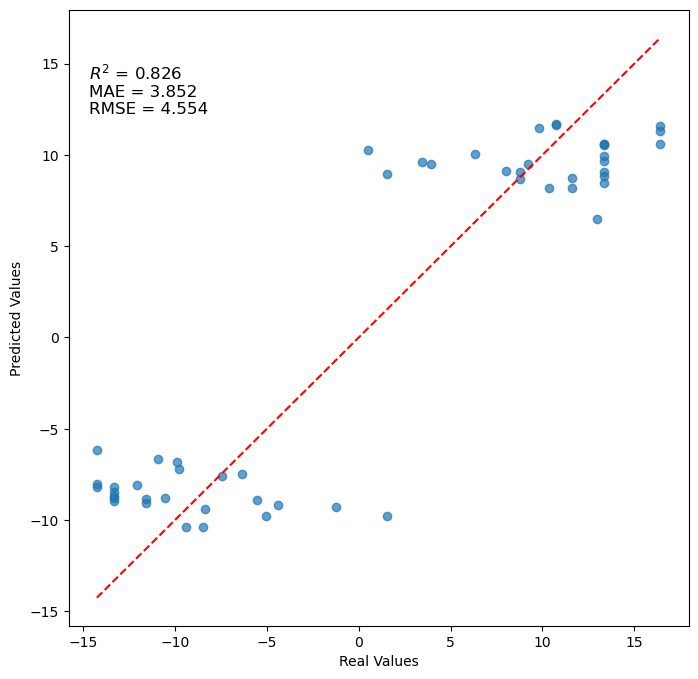 R² = 0.826
MAE = 3.852
RMSE = 4.554
15
10
5
0
−5
−10
−15
Predicted Values
−15 −10 −5 0 5 10 15
Real Values